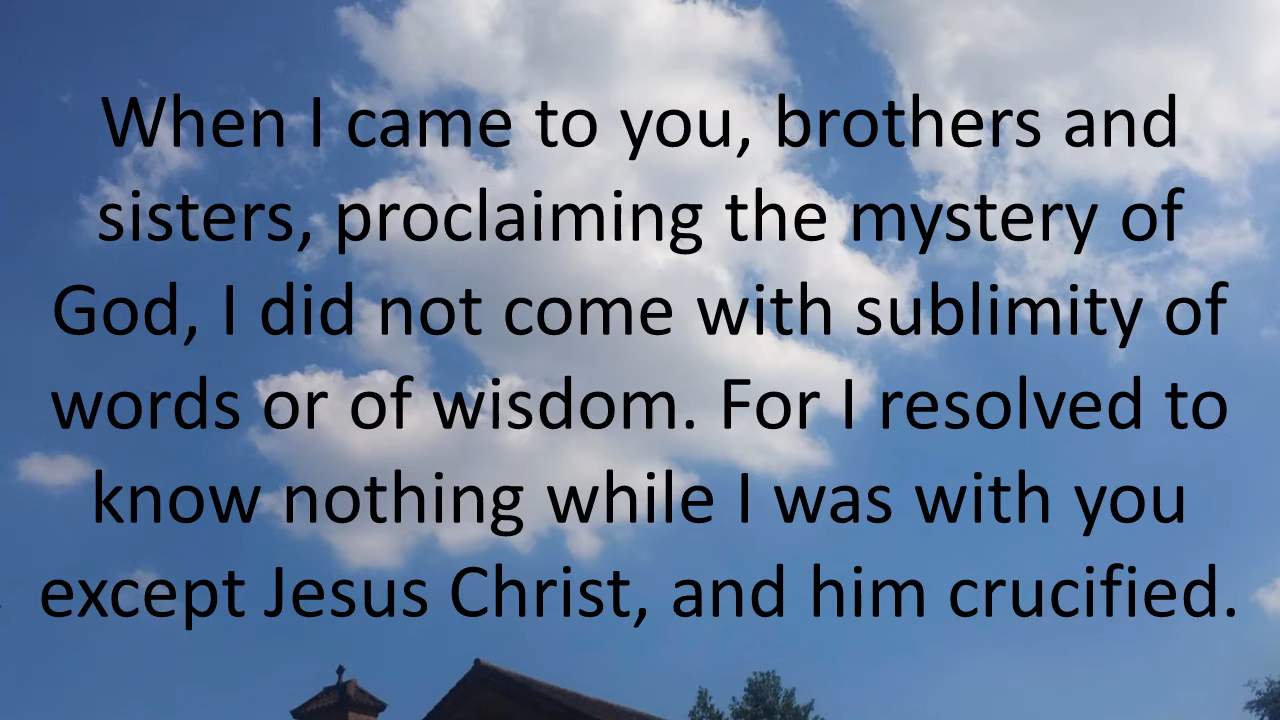 When I came to you, brothers and
sisters, proclaiming the mystery of
God, I did not come with sublimity of
words or of wisdom. For I resolved to
know nothing while I was with you
except Jesus Christ, and him crucified.